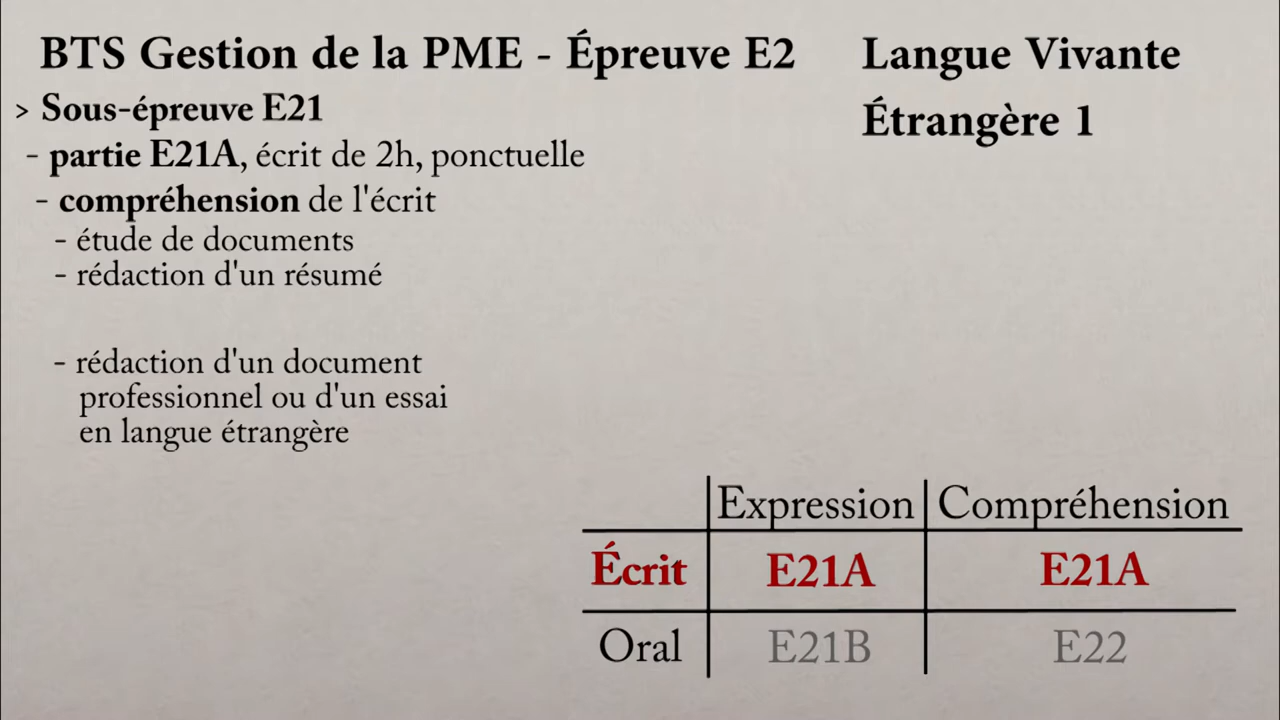 BTS Gestion de la PME - Épreuve E2
Langue Vivante
Étrangère 1
> Sous-épreuve E21
- partie E21A, écrit de 2h, ponctuelle
- compréhension de l'écrit
- étude de documents
- rédaction d'un résumé
- rédaction d'un document
professionnel ou d'un essai
en langue étrangère
Expression Compréhension
Écrit E21A E21A
Oral E21B E22